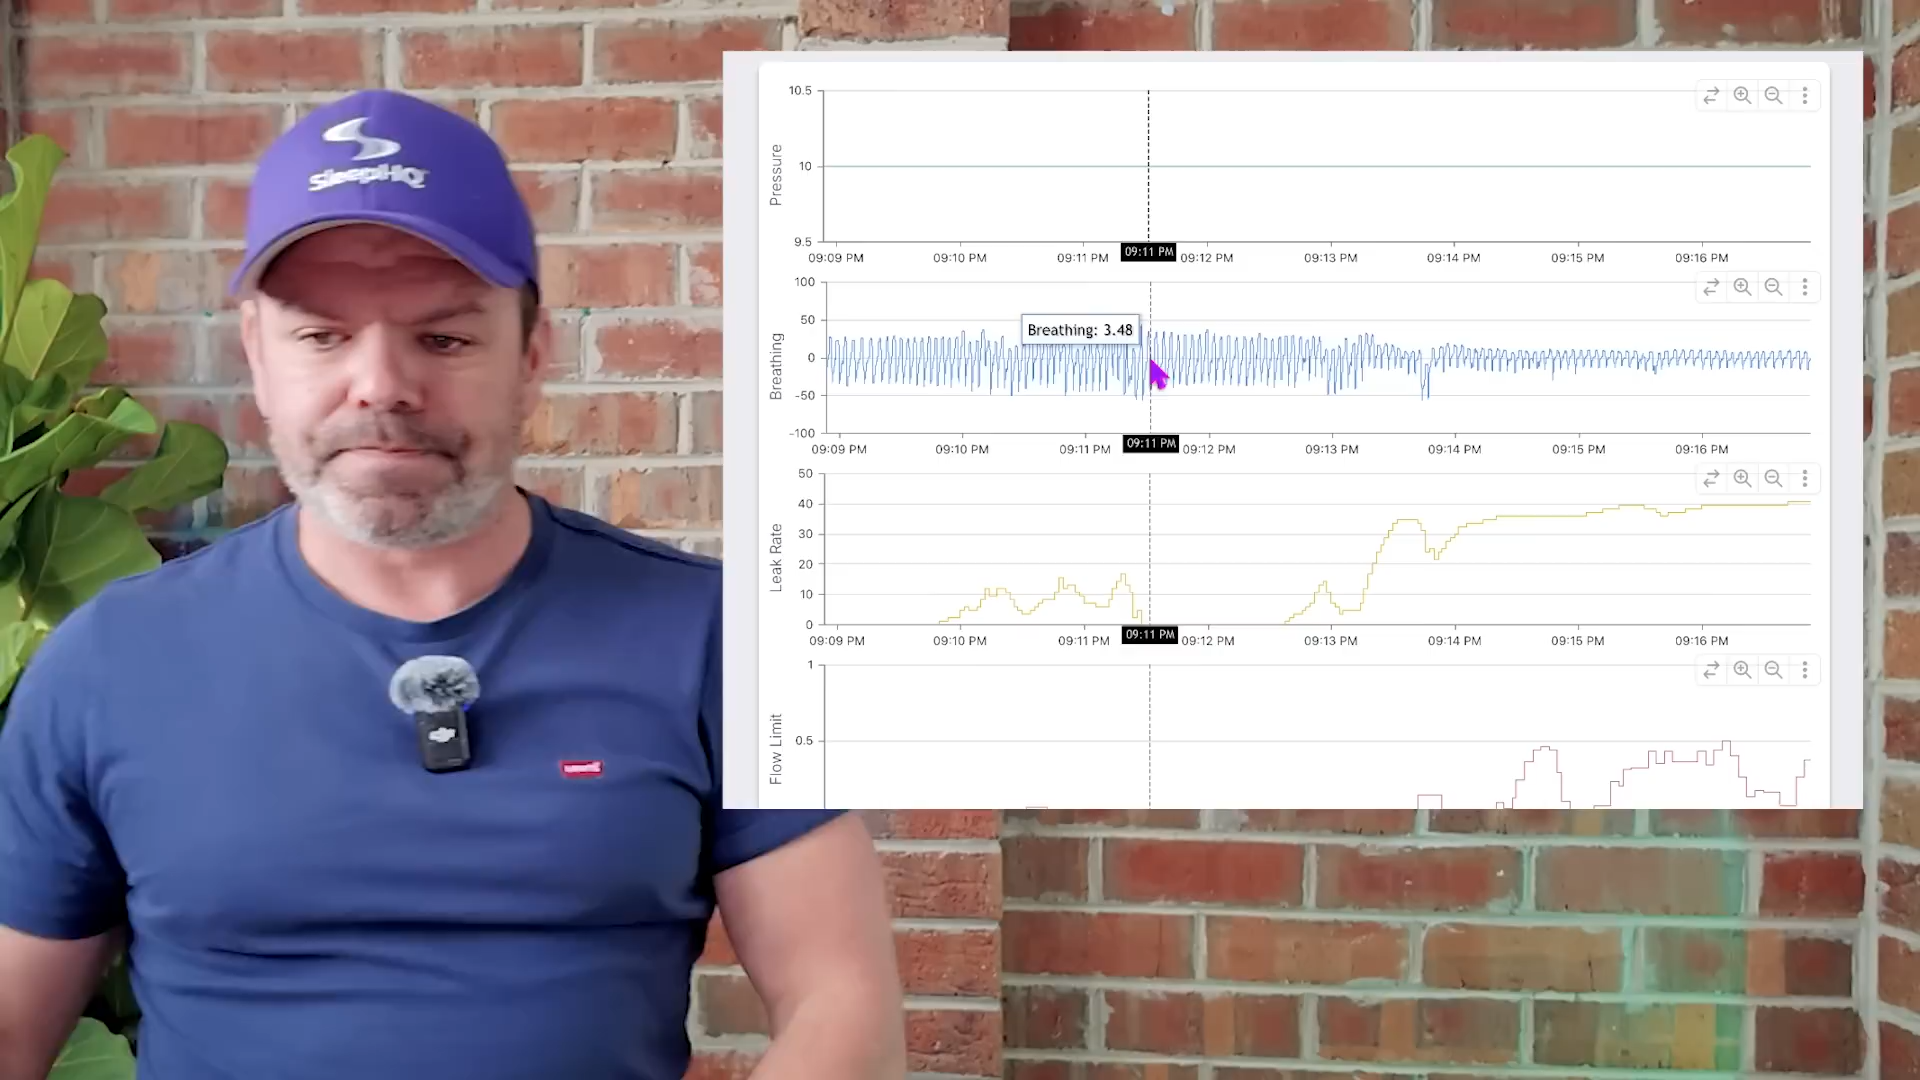 SleepHQ
Levi's
dji
Pressure
10.5
10
9.5
09:09 PM 09:10 PM 09:11 PM 09:11 PM 09:12 PM 09:13 PM 09:14 PM 09:15 PM 09:16 PM
Breathing
100
50
0
-50
-100
Breathing: 3.48
09:09 PM 09:10 PM 09:11 PM 09:11 PM 09:12 PM 09:13 PM 09:14 PM 09:15 PM 09:16 PM
Leak Rate
50
40
30
20
10
0
09:09 PM 09:10 PM 09:11 PM 09:11 PM 09:12 PM 09:13 PM 09:14 PM 09:15 PM 09:16 PM
Flow Limit
1
0.5